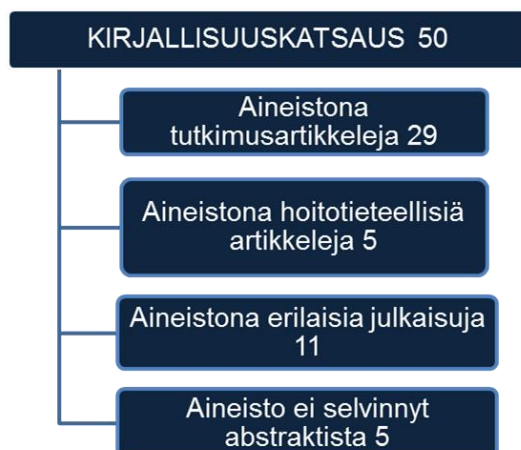 KIRJALLISUUSKATSAUS 50
Aineistona
tutkimusartikkeleja 29
Aineistona hoitotieteellisiä
artikkeleja 5
Aineistona erilaisia julkaisuja
11
Aineisto ei selvinnyt
abstraktista 5